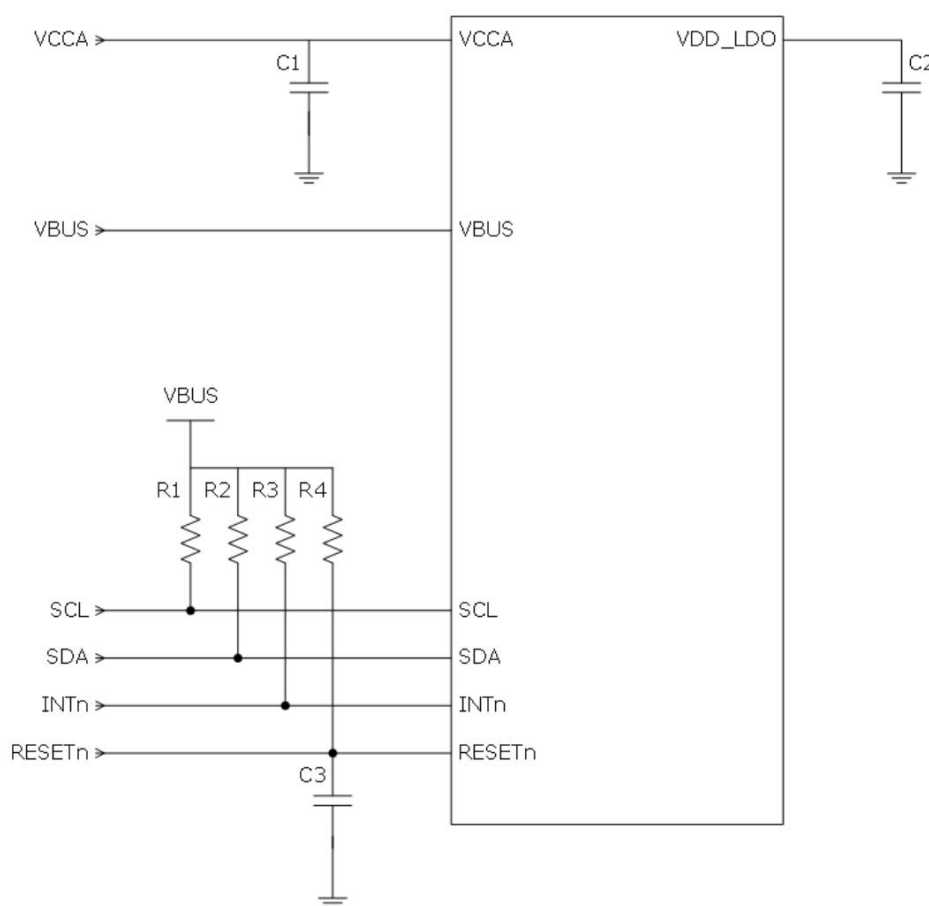 VCCA
VCCA
VDD_LDO
C1
C2
VBUS
VBUS
VBUS
R1
R2
R3
R4
SCL
SCL
SDA
SDA
INTn
INTn
RESETn
RESETn
C3